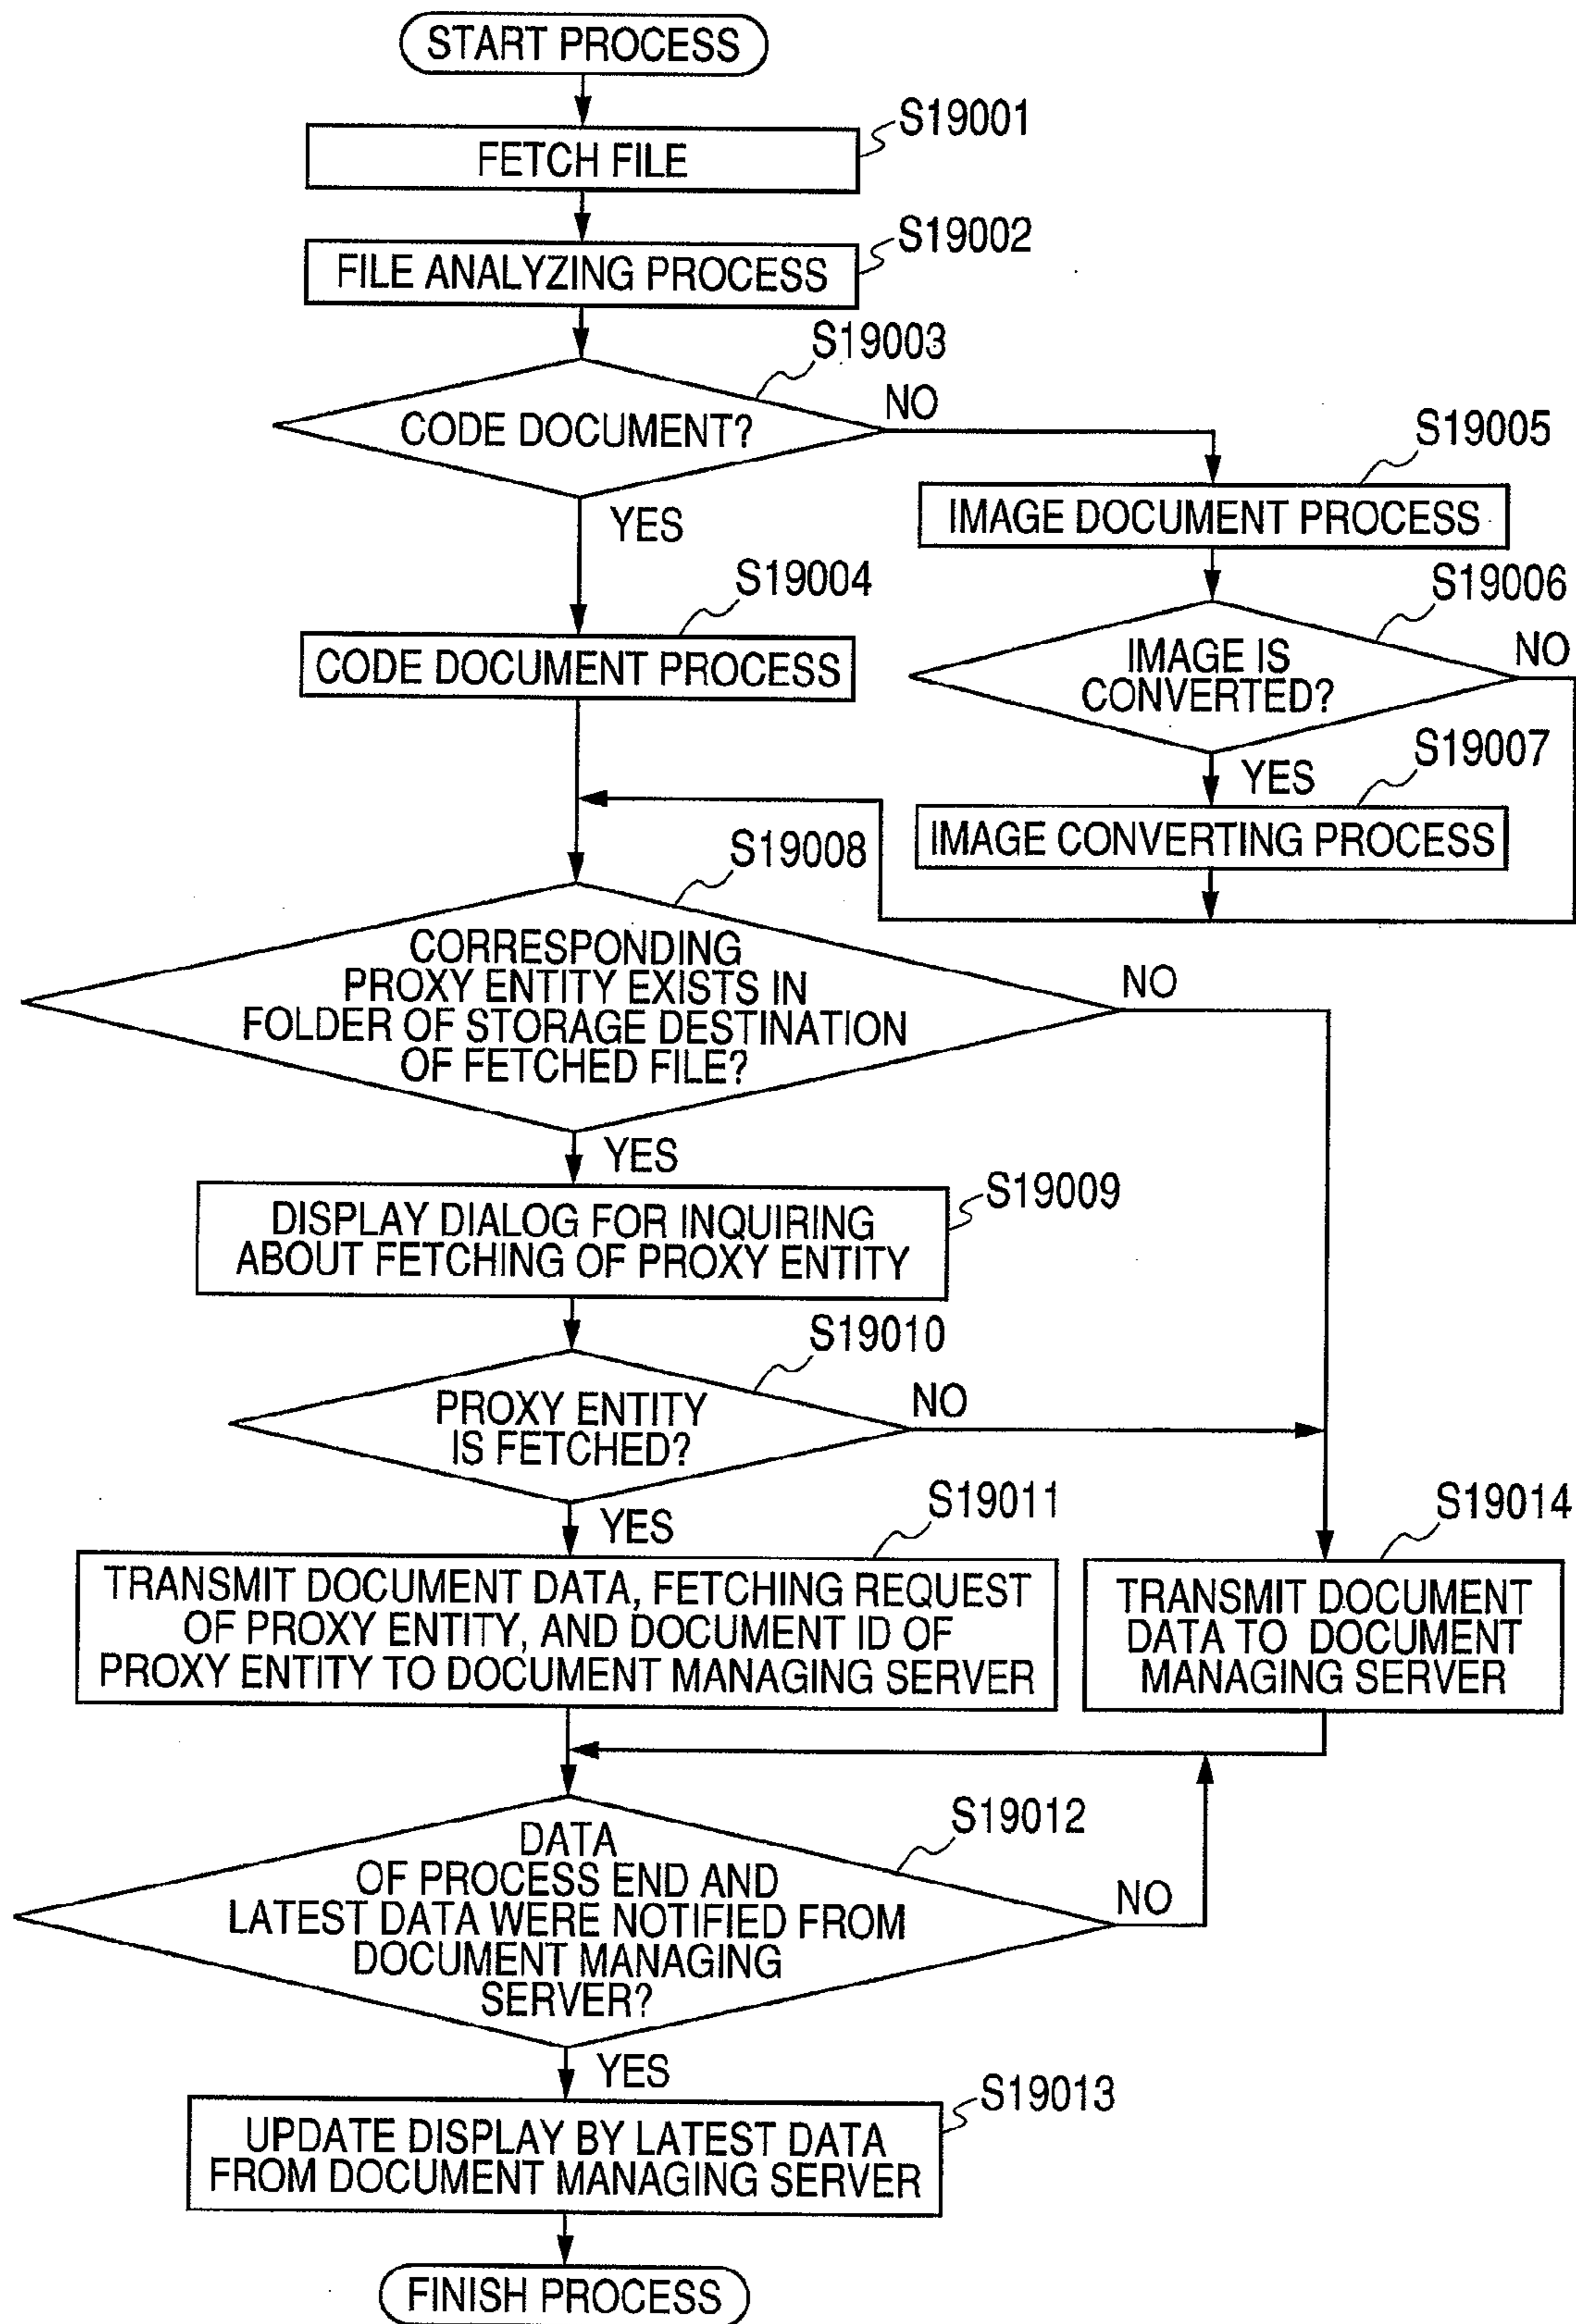 START PROCESS
S19001
FETCH FILE
S19002
FILE ANALYZING PROCESS
S19003
CODE DOCUMENT?
NO
YES
S19005
IMAGE DOCUMENT PROCESS
S19004
CODE DOCUMENT PROCESS
S19006
IMAGE IS
CONVERTED?
NO
YES
S19007
IMAGE CONVERTING PROCESS
S19008
CORRESPONDING
PROXY ENTITY EXISTS IN
FOLDER OF STORAGE DESTINATION
OF FETCHED FILE?
NO
YES
S19009
DISPLAY DIALOG FOR INQUIRING
ABOUT FETCHING OF PROXY ENTITY
S19010
PROXY ENTITY
IS FETCHED?
NO
YES
S19011
TRANSMIT DOCUMENT DATA, FETCHING REQUEST
OF PROXY ENTITY, AND DOCUMENT ID OF
PROXY ENTITY TO DOCUMENT MANAGING SERVER
S19014
TRANSMIT DOCUMENT
DATA TO DOCUMENT
MANAGING SERVER
S19012
DATA
OF PROCESS END AND
LATEST DATA WERE NOTIFIED FROM
DOCUMENT MANAGING
SERVER?
NO
YES
S19013
UPDATE DISPLAY BY LATEST DATA
FROM DOCUMENT MANAGING SERVER
FINISH PROCESS